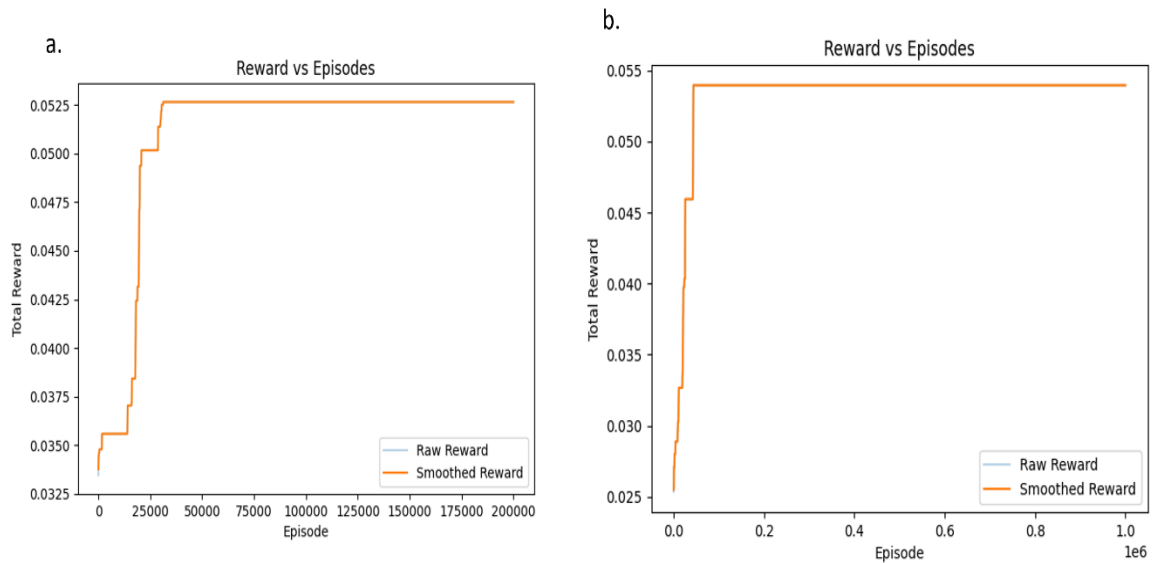 a.
Reward vs Episodes
0.0525
0.0500
0.0475
0.0450
0.0425
0.0400
0.0375
0.0350
0.0325
Total Reward
Raw Reward
Smoothed Reward
0 25000 50000 75000 100000 125000 150000 175000 200000
Episode
b.
Reward vs Episodes
0.055
0.050
0.045
0.040
0.035
0.030
0.025
Total Reward
Raw Reward
Smoothed Reward
0.0 0.2 0.4 0.6 0.8 1.0
1e6
Episode